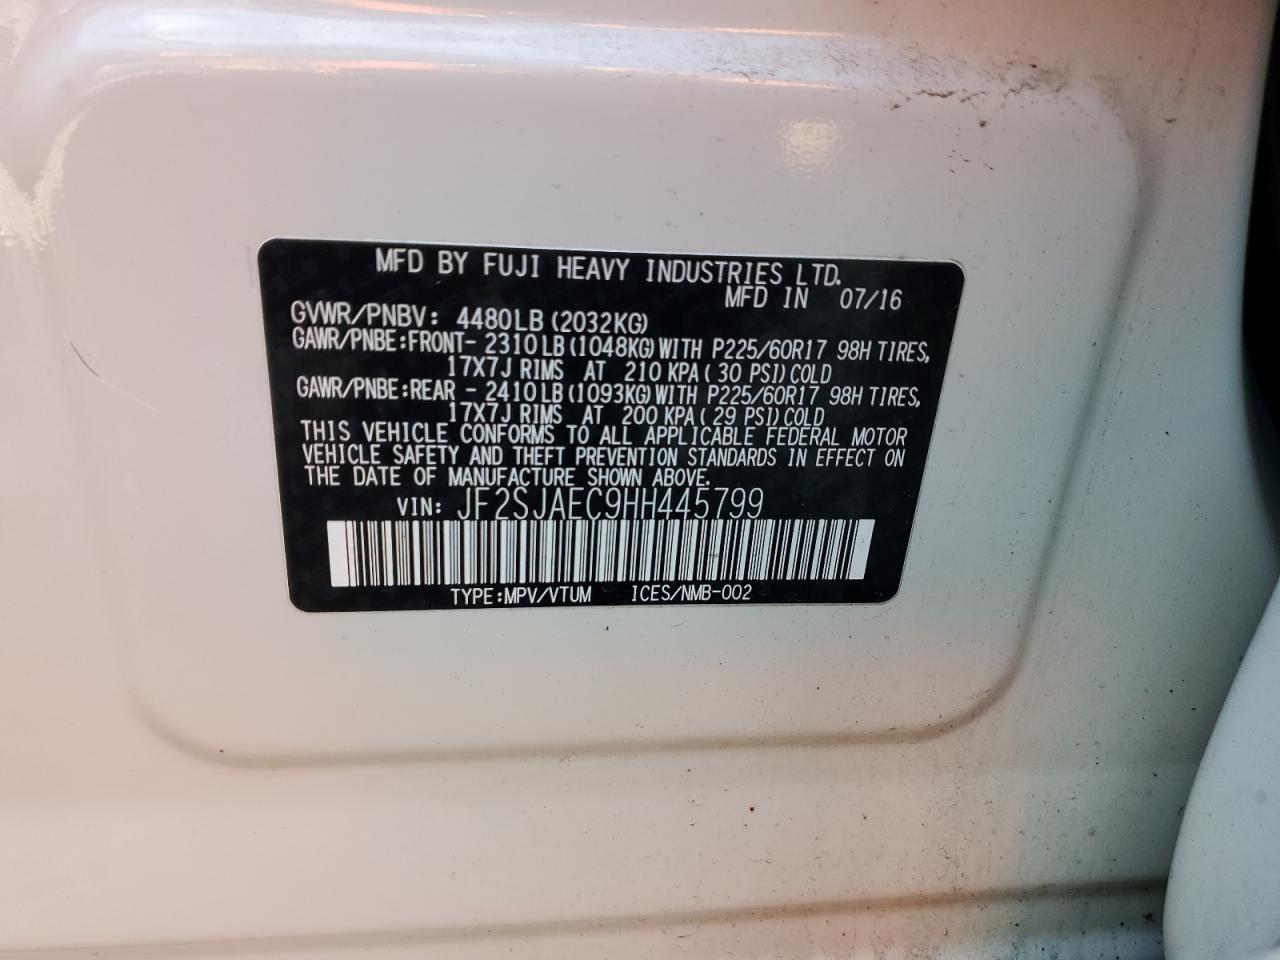 MFD BY FUJI HEAVY INDUSTRIES LTD.
MFD IN 07/16
GVWR/PNBV: 4480LB (2032KG)
GAWR/PNBE:FRONT- 2310 LB (1048KG) WITH P225/60R17 98H TIRES,
17X7J RIMS AT 210 KPA ( 30 PSI) COLD
GAWR/PNBE:REAR - 2410 LB (1093KG) WITH P225/60R17 98H TIRES,
17X7J RIMS AT 200 KPA ( 29 PSI) COLD
THIS VEHICLE CONFORMS TO ALL APPLICABLE FEDERAL MOTOR
VEHICLE SAFETY AND THEFT PREVENTION STANDARDS IN EFFECT ON
THE DATE OF MANUFACTURE SHOWN ABOVE.
VIN: JF2SJAEC9HH445799
TYPE:MPV/VTUM ICES/NMB-002